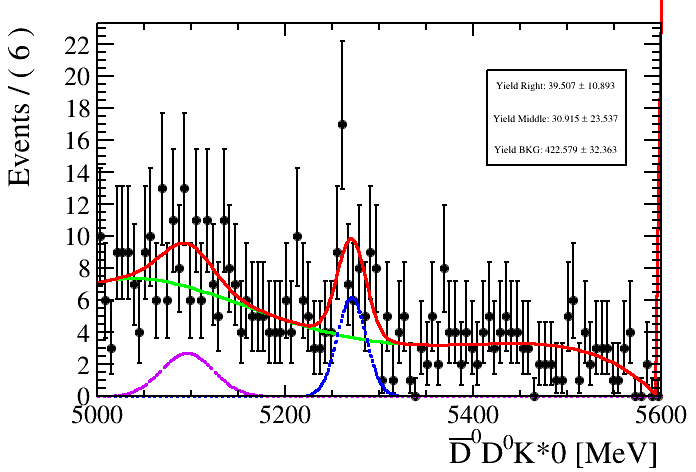 Events / ( 6 )
22
20
18
16
14
12
10
8
6
4
2
0
Yield Right: 39.507 ± 10.893
Yield Middle: 30.915 ± 23.537
Yield BKG: 422.579 ± 32.363
5000 5200 5400 5600
D̅⁰D⁰K*0 [MeV]